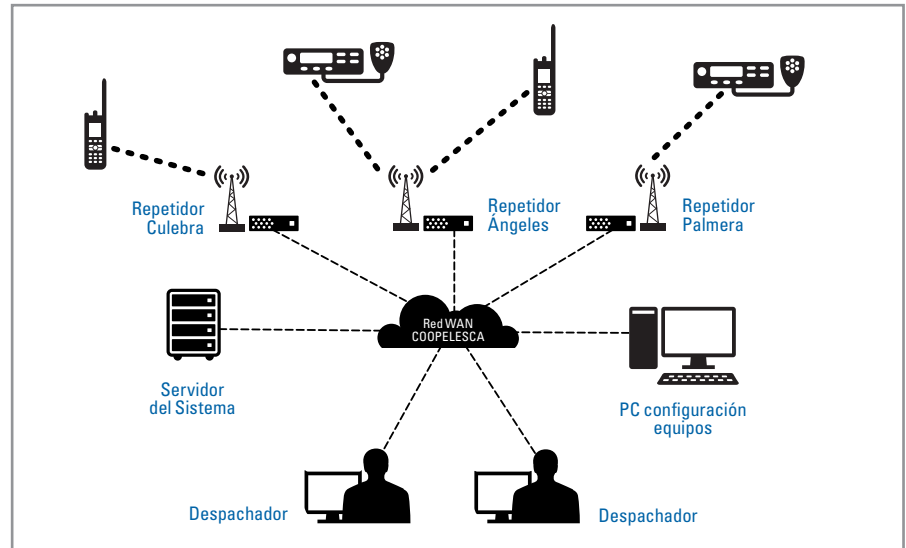 Repetidor
Culebra
Repetidor
Ángeles
Repetidor
Palmera
Red WAN
COOPELESCA
Servidor
del Sistema
PC configuración
equipos
Despachador
Despachador